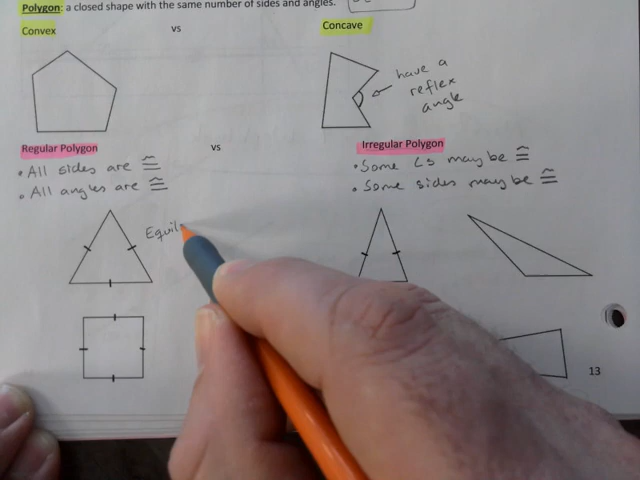 Polygon: a closed shape with the same number of sides and angles.
Convex vs Concave
have a
reflex
angle
Regular Polygon vs Irregular Polygon
• All sides are ≅
• All angles are ≅
• Some ∠s may be ≅
• Some sides may be ≅
Equil
13